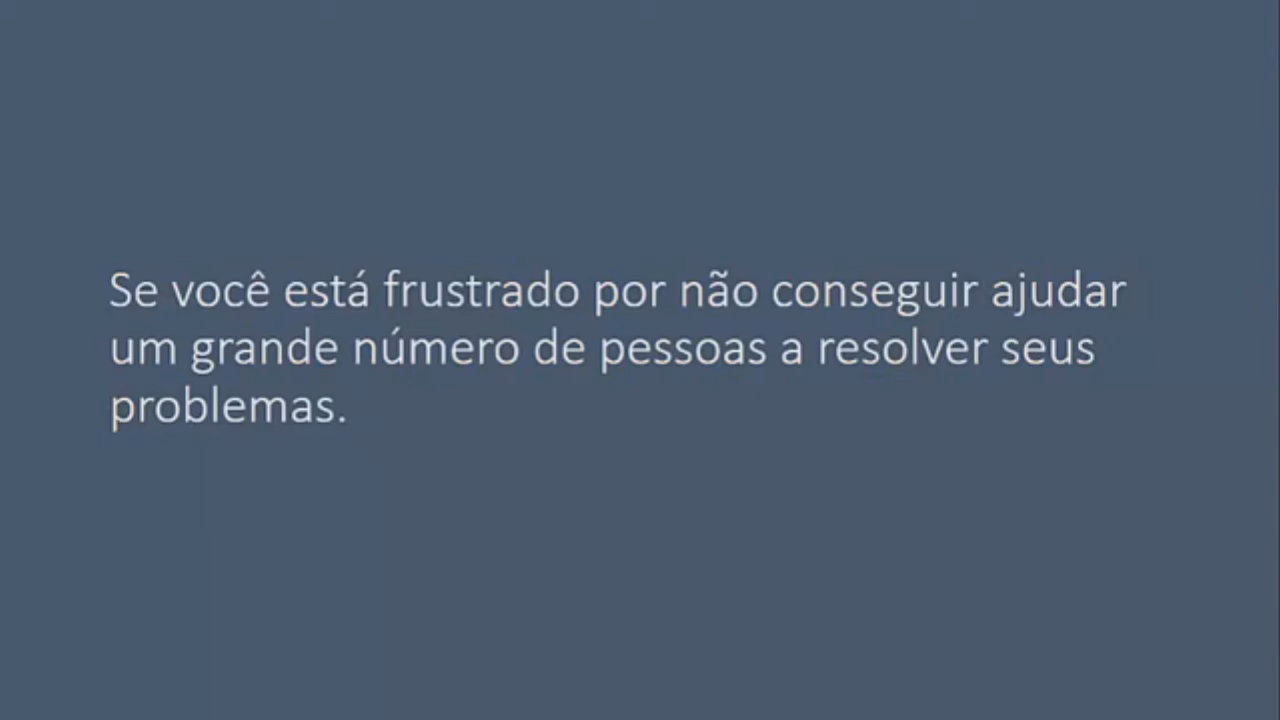 Se você está frustrado por não conseguir ajudar
um grande número de pessoas a resolver seus
problemas.